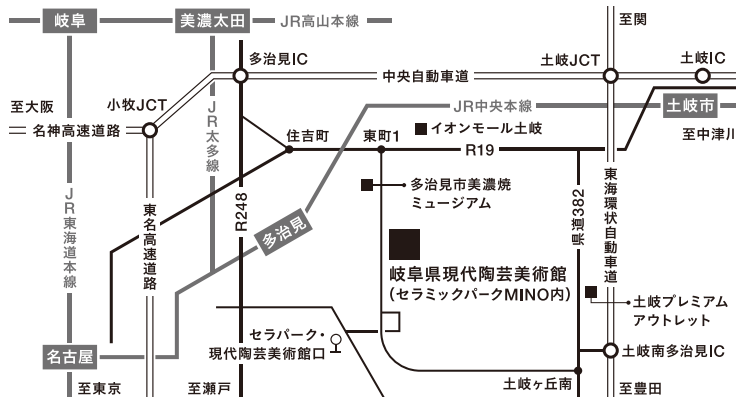 岐阜
美濃太田
JR高山本線
至関
多治見IC
土岐JCT
土岐IC
中央自動車道
至大阪
小牧JCT
JR中央本線
土岐市
名神高速道路
JR太多線
住吉町
東町1
イオンモール土岐
至中津川
R19
多治見市美濃焼
ミュージアム
JR東海道本線
東名高速道路
R248
多治見
県道382
東海環状自動車道
岐阜県現代陶芸美術館
(セラミックパークMINO内)
土岐プレミアム
アウトレット
セラパーク・
現代陶芸美術館口
名古屋
土岐南多治見IC
土岐ヶ丘南
至東京
至瀬戸
至豊田